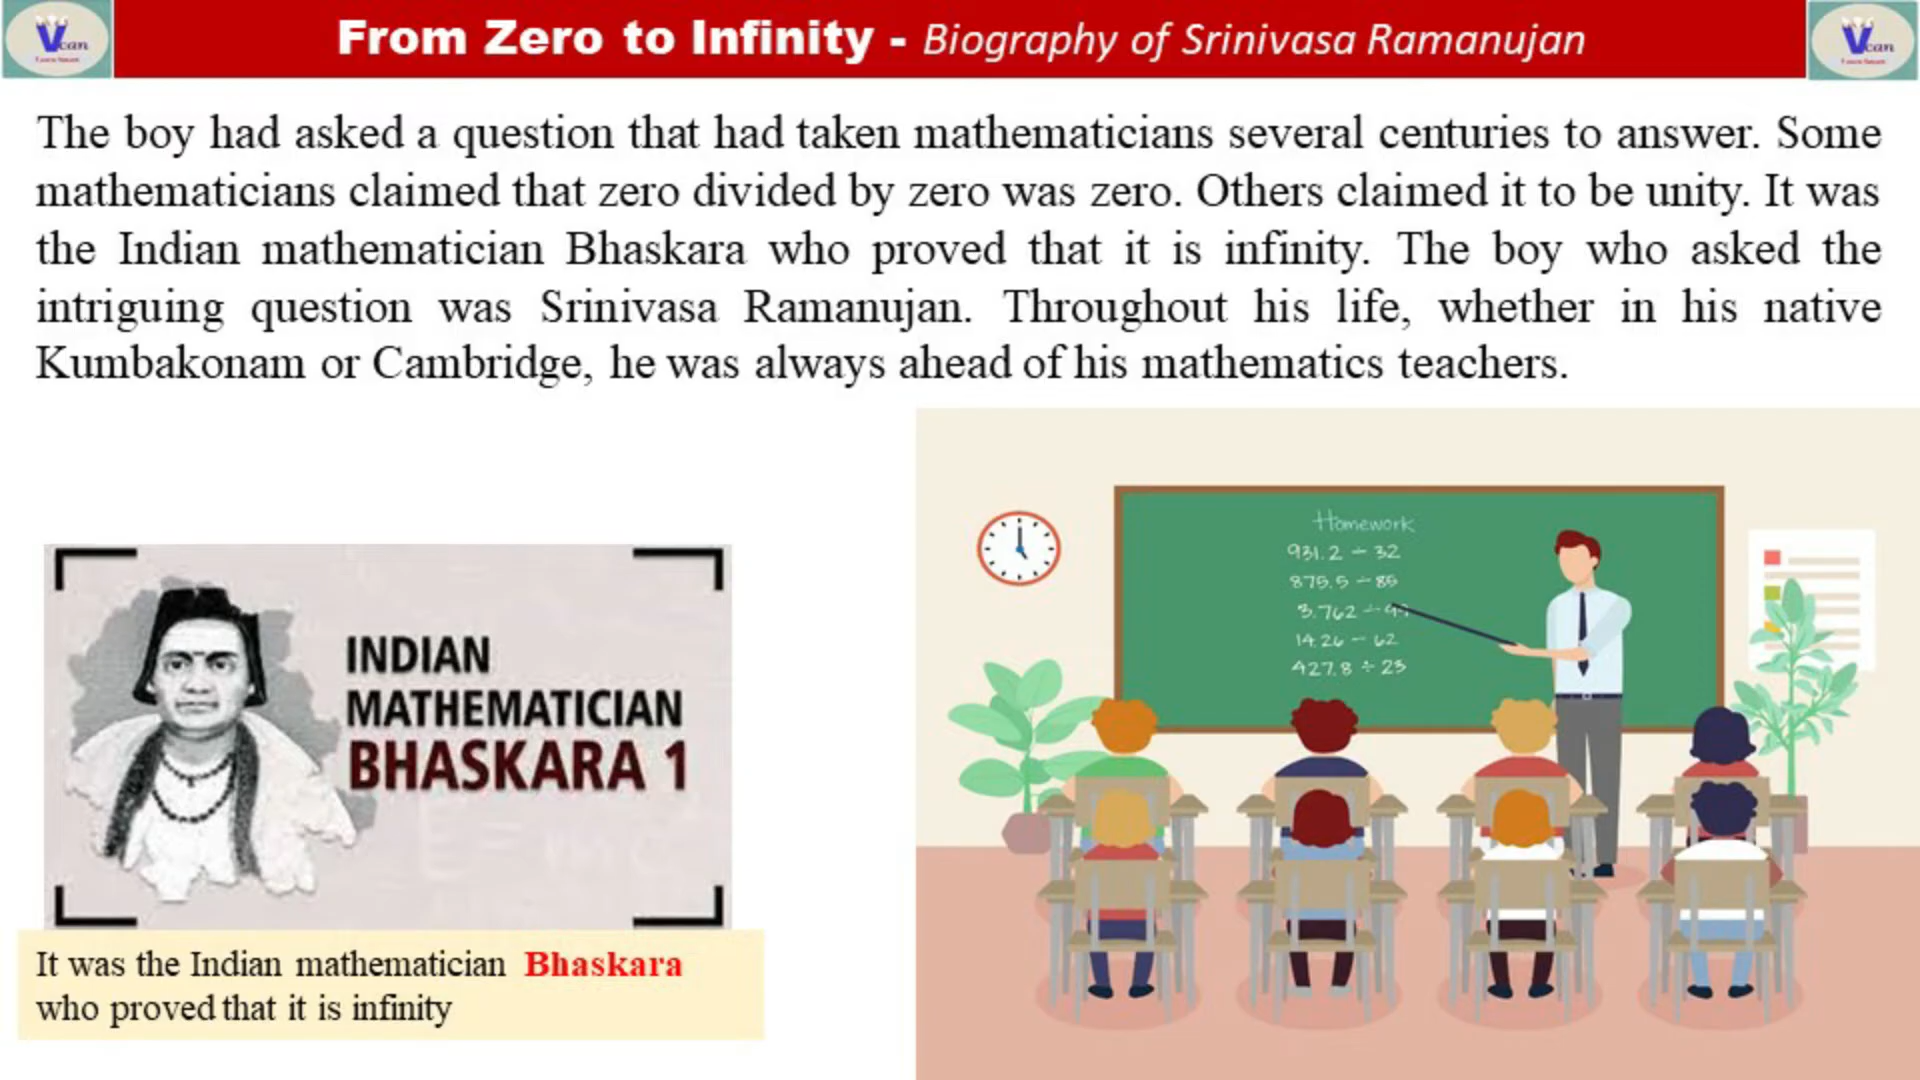 Vcan
From Zero to Infinity - Biography of Srinivasa Ramanujan
Vcan
The boy had asked a question that had taken mathematicians several centuries to answer. Some
mathematicians claimed that zero divided by zero was zero. Others claimed it to be unity. It was
the Indian mathematician Bhaskara who proved that it is infinity. The boy who asked the
intriguing question was Srinivasa Ramanujan. Throughout his life, whether in his native
Kumbakonam or Cambridge, he was always ahead of his mathematics teachers.
INDIAN
MATHEMATICIAN
BHASKARA 1
It was the Indian mathematician Bhaskara
who proved that it is infinity
Homework
931.2 ÷ 32
875.5 ÷ 85
3.762 ÷
14.26 ÷ 62
427.8 ÷ 23